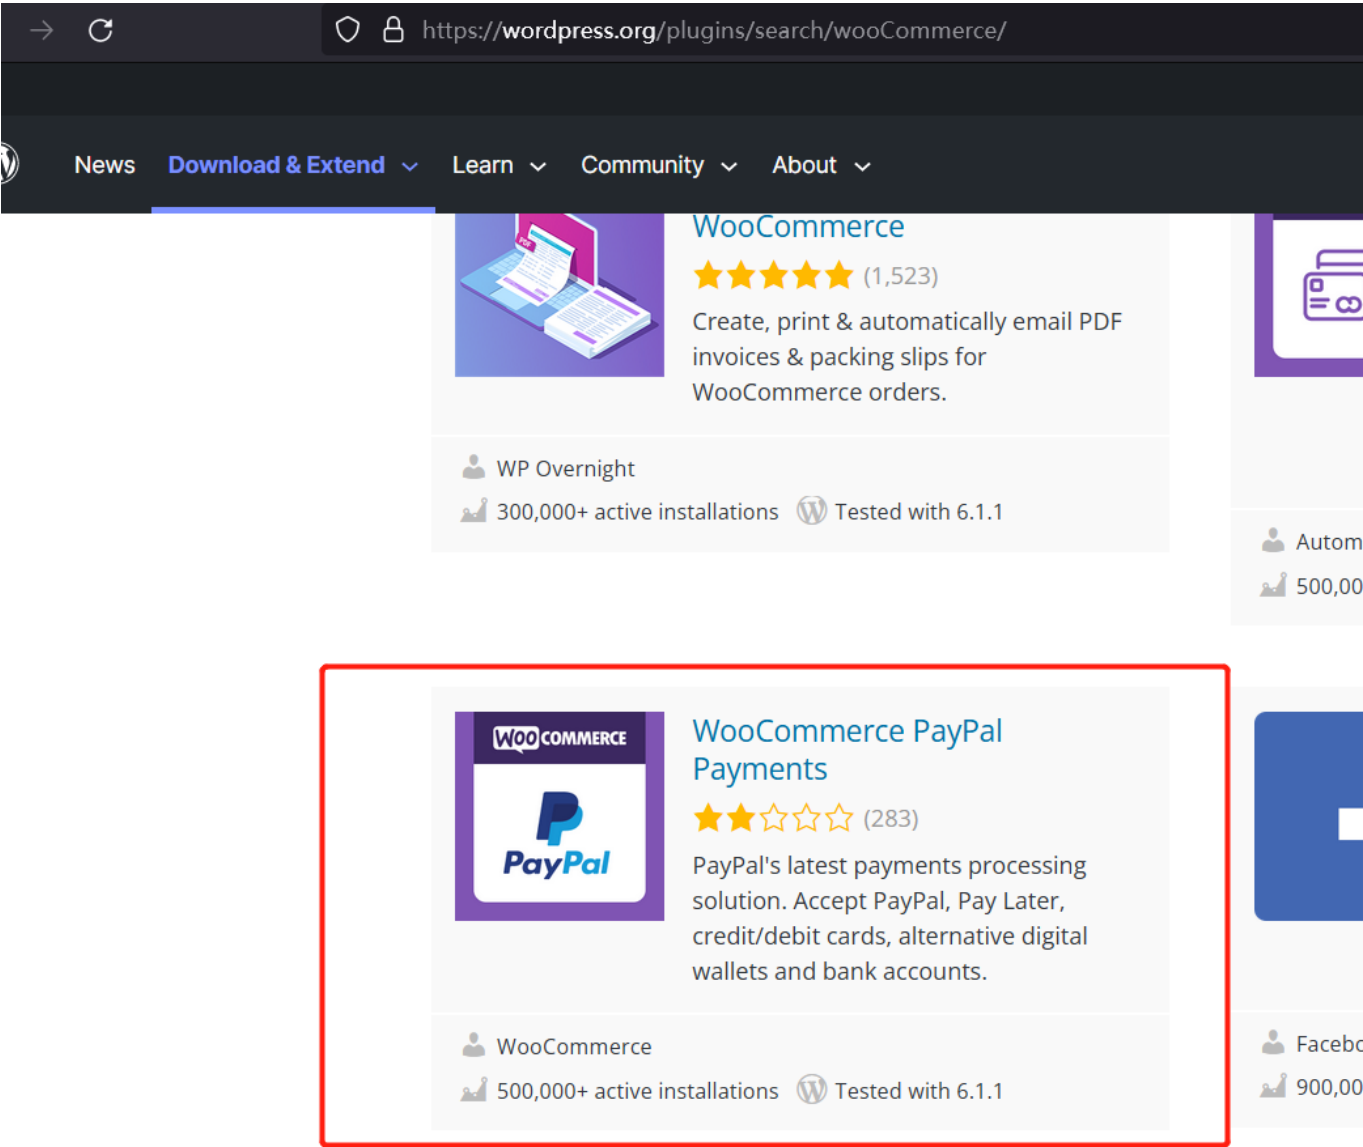 https://wordpress.org/plugins/search/wooCommerce/
News Download & Extend Learn Community About
WooCommerce
(1,523)
Create, print & automatically email PDF
invoices & packing slips for
WooCommerce orders.
PDF
WP Overnight
300,000+ active installations Tested with 6.1.1
Autom
500,00
WOO COMMERCE
PayPal
WooCommerce PayPal
Payments
(283)
PayPal's latest payments processing
solution. Accept PayPal, Pay Later,
credit/debit cards, alternative digital
wallets and bank accounts.
WooCommerce
500,000+ active installations Tested with 6.1.1
Facebo
900,00